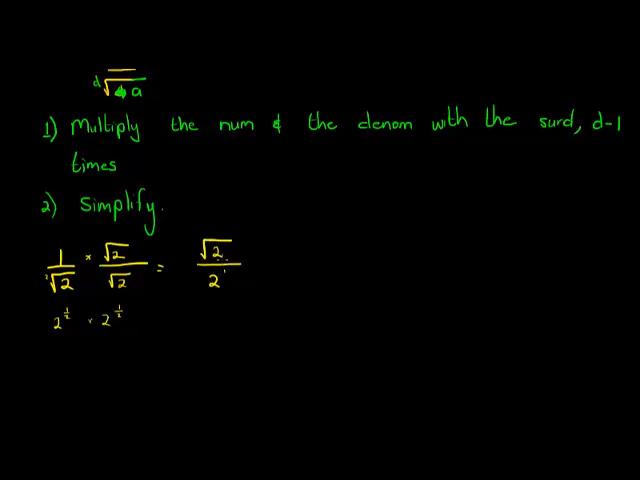 ᵈ√a
1) Multiply the num & the denom with the surd, d-1
times
2) Simplify.
1/²√2 × √2/√2 = √2/2¹
2^½ × 2^½